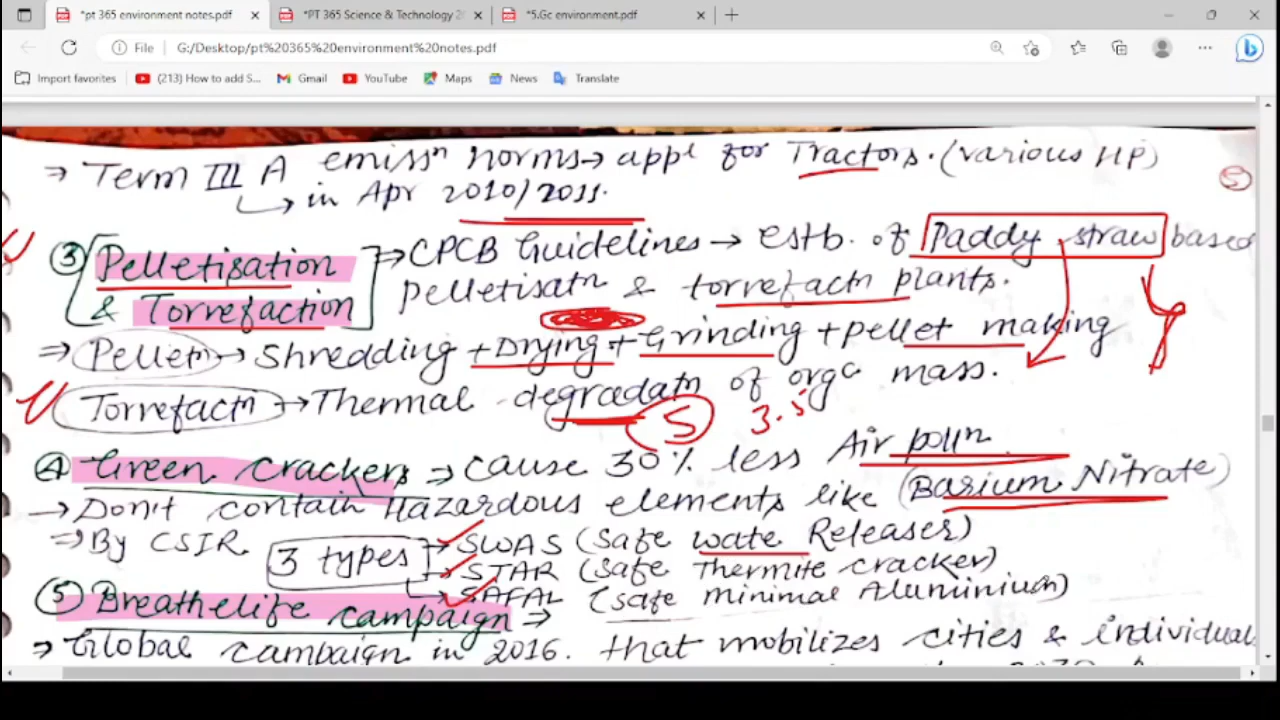 *pt 365 environment notes.pdf
*PT 365 Science & Technology 2
*5.Gc environment.pdf
File
G:/Desktop/pt%20365%20environment%20notes.pdf
Import favorites
(213) How to add S...
Gmail
YouTube
Maps
News
Translate
→ Term III A emissn norms → appl for Tractors. (various HP)
5
↳ in Apr 2010/2011.
③ Pelletisation → CPCB Guidelines → estb. of Paddy straw based
& Torrefaction pelletisatn & torrefactn plants.
⇒ Pellet → Shredding + Drying + Grinding + pellet making
Torrefactn → Thermal degradatn of orgc mass.
5 3.5
④ Green crackers ⇒ cause 30% less Air polln
→ Don't contain Hazardous elements like (Barium Nitrate)
⇒ By CSIR 3 types → SWAS (Safe wate Releaser)
→ STAR (Safe Thermite cracker)
→ SAFAL (safe minimal Aluminium)
⑤ Breathelife campaign ⇒
⇒ Global campaign in 2016. that mobilizes cities & individual